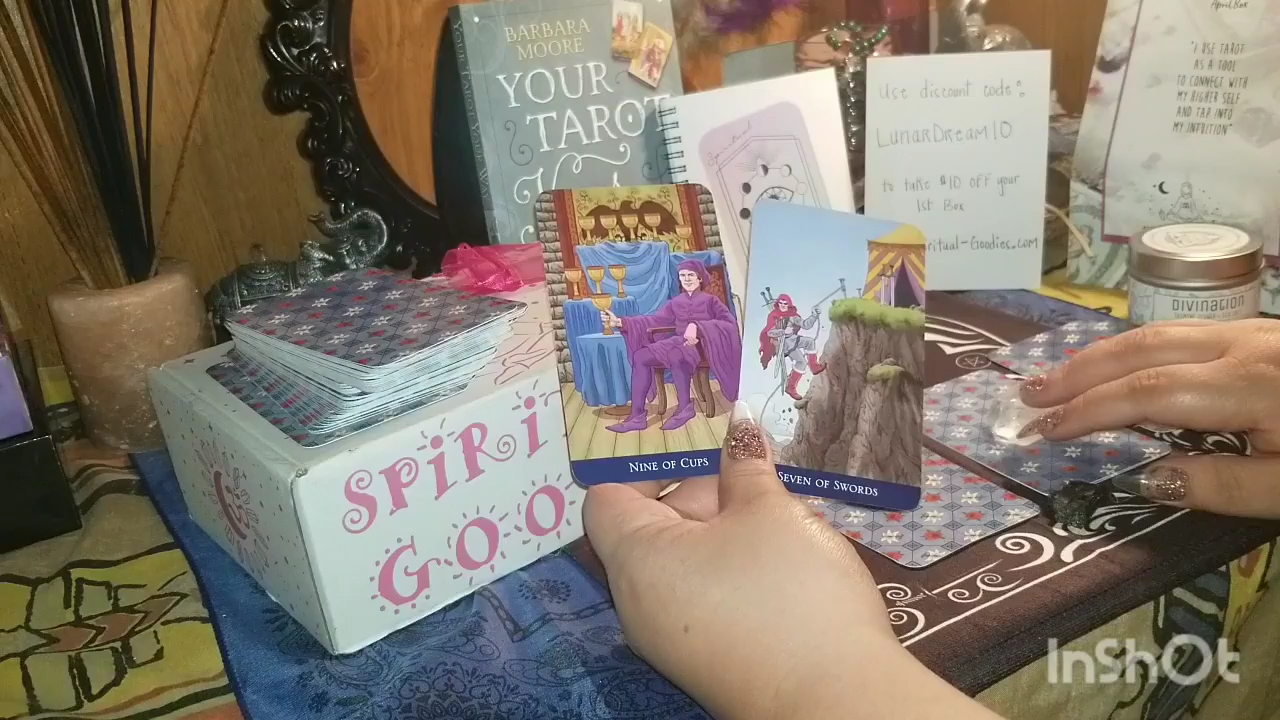 BARBARA
MOORE
YOUR
TAROT
Spiritual
Use discount code:
LunarDream10
to take $10 off your
1st Box
ritual-Goodies.com
April Box
"I USE TAROT
AS A TOOL
TO CONNECT WITH
MY HIGHER SELF
AND TAP INTO
MY INTUITION"
DIVINATION
NINE OF CUPS
SEVEN OF SWORDS
SPIRI
GOO
InShOt